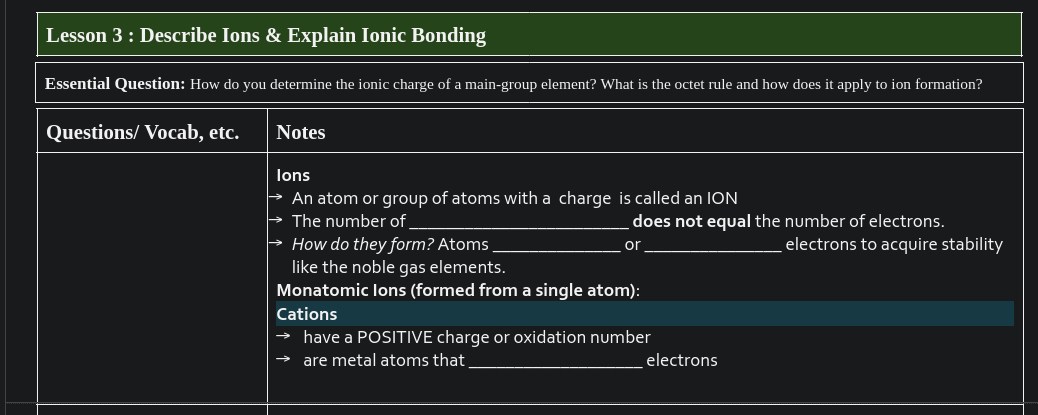 Lesson 3 : Describe Ions & Explain Ionic Bonding
Essential Question: How do you determine the ionic charge of a main-group element? What is the octet rule and how does it apply to ion formation?
Questions/ Vocab, etc.
Notes
Ions
→ An atom or group of atoms with a  charge  is called an ION
→ The number of ________________________ does not equal the number of electrons.
→ How do they form? Atoms ______________ or _______________ electrons to acquire stability
like the noble gas elements.
Monatomic Ions (formed from a single atom):
Cations
→ have a POSITIVE charge or oxidation number
→ are metal atoms that ___________________ electrons